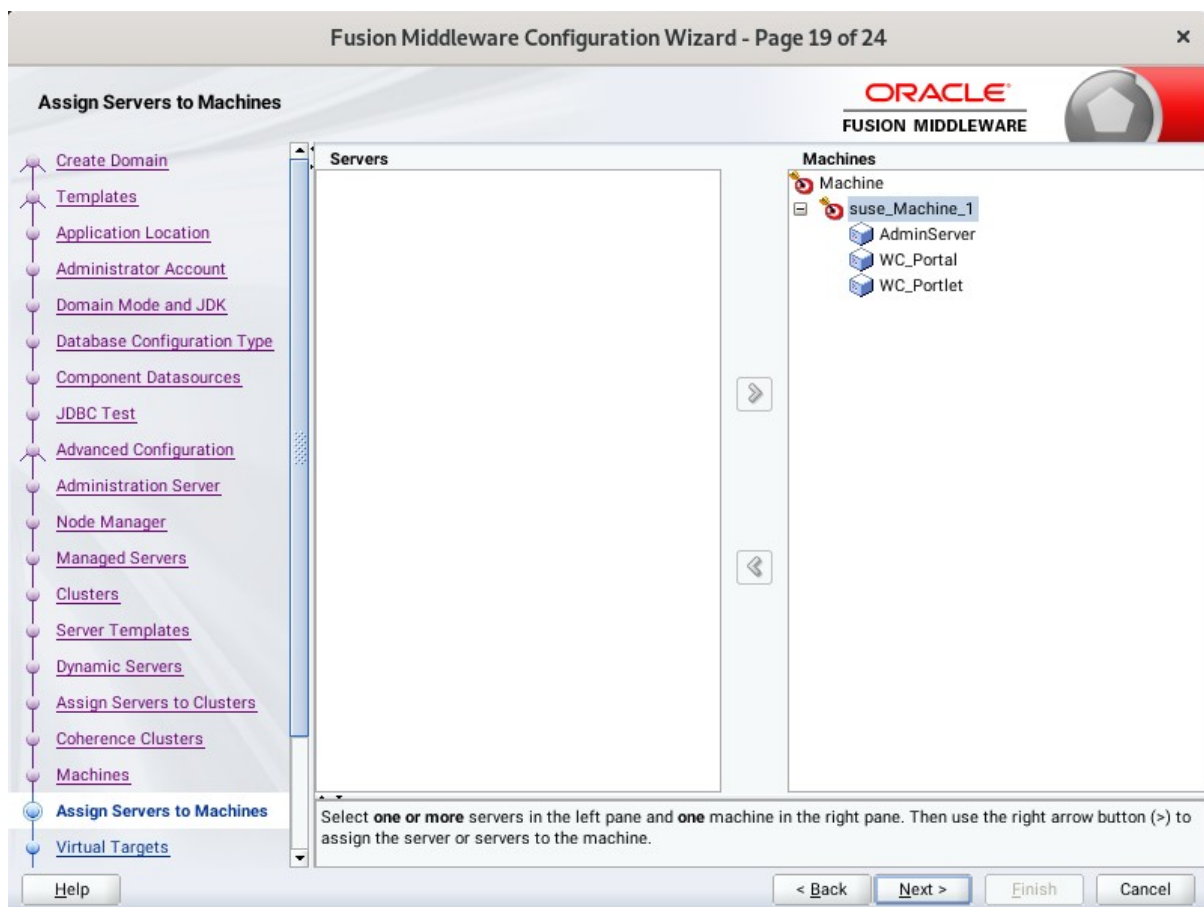 Fusion Middleware Configuration Wizard - Page 19 of 24
Assign Servers to Machines
ORACLE
FUSION MIDDLEWARE
Create Domain
Templates
Application Location
Administrator Account
Domain Mode and JDK
Database Configuration Type
Component Datasources
JDBC Test
Advanced Configuration
Administration Server
Node Manager
Managed Servers
Clusters
Server Templates
Dynamic Servers
Assign Servers to Clusters
Coherence Clusters
Machines
Assign Servers to Machines
Virtual Targets
Servers
Machines
Machine
suse_Machine_1
AdminServer
WC_Portal
WC_Portlet
Select one or more servers in the left pane and one machine in the right pane. Then use the right arrow button (>) to
assign the server or servers to the machine.
Help
< Back
Next >
Finish
Cancel